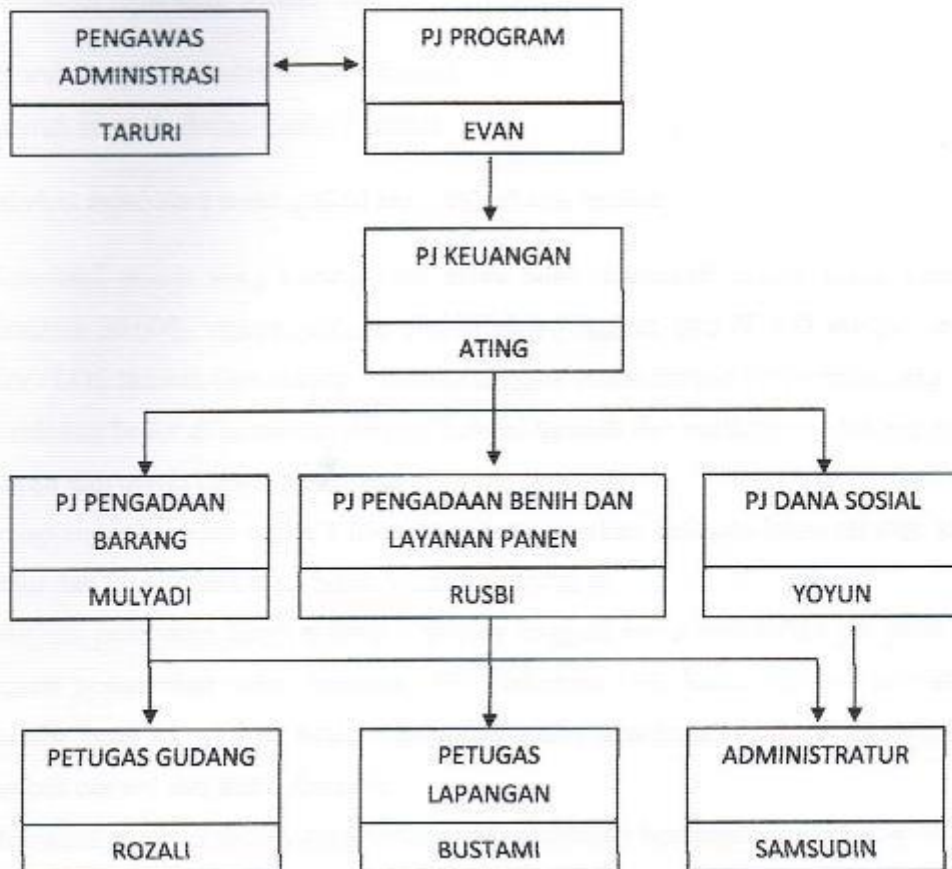 PENGAWAS
ADMINISTRASI
TARURI
PJ PROGRAM
EVAN
PJ KEUANGAN
ATING
PJ PENGADAAN
BARANG
MULYADI
PJ PENGADAAN BENIH DAN
LAYANAN PANEN
RUSBI
PJ DANA SOSIAL
YOYUN
PETUGAS GUDANG
ROZALI
PETUGAS
LAPANGAN
BUSTAMI
ADMINISTRATUR
SAMSUDIN